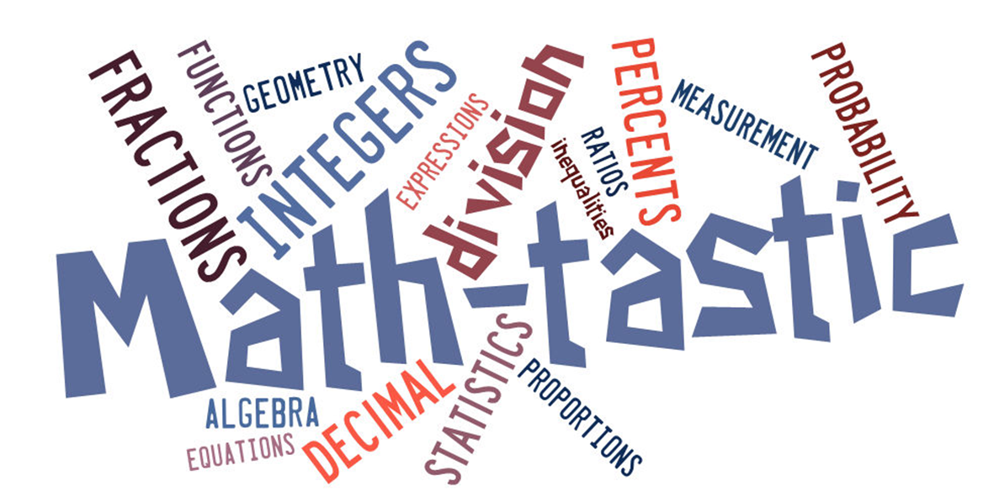 FRACTIONS
FUNCTIONS
GEOMETRY
INTEGERS
EXPRESSIONS
division
inequalities
RATIOS
PERCENTS
MEASUREMENT
PROBABILITY
Math-tastic
ALGEBRA
EQUATIONS
DECIMAL
STATISTICS
PROPORTIONS